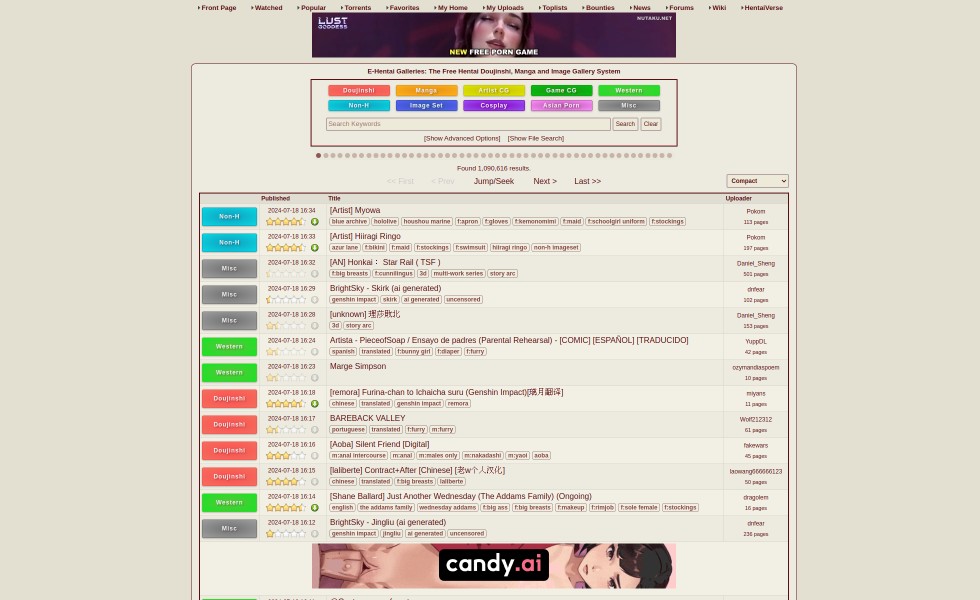 Front Page Watched Popular Torrents Favorites My Home My Uploads Toplists Bounties News Forums Wiki HentaiVerse
LUST GODDESS
NUTAKU.NET
NEW FREE PORN GAME
E-Hentai Galleries: The Free Hentai Doujinshi, Manga and Image Gallery System
Doujinshi Manga Artist CG Game CG Western
Non-H Image Set Cosplay Asian Porn Misc
Search Keywords Search Clear
[Show Advanced Options] [Show File Search]
Found 1,090,616 results.
<< First < Prev Jump/Seek Next > Last >> Compact
Published Title Uploader
Non-H 2024-07-18 16:34 [Artist] Myowa Pokom
blue archive hololive houshou marine f:apron f:gloves f:kemonomimi f:maid f:schoolgirl uniform f:stockings 113 pages
Non-H 2024-07-18 16:33 [Artist] Hiiragi Ringo Pokom
azur lane f:bikini f:maid f:stockings f:swimsuit hiiragi ringo non-h imageset 197 pages
Misc 2024-07-18 16:32 [AN] Honkai： Star Rail ( TSF ) Daniel_Sheng
f:big breasts f:cunnilingus 3d multi-work series story arc 501 pages
Misc 2024-07-18 16:29 BrightSky - Skirk (ai generated) dnfear
genshin impact skirk ai generated uncensored 102 pages
Misc 2024-07-18 16:28 [unknown] 理莎敗北 Daniel_Sheng
3d story arc 153 pages
Western 2024-07-18 16:24 Artista - PieceofSoap / Ensayo de padres (Parental Rehearsal) - [COMIC] [ESPAÑOL] [TRADUCIDO] YuppDL
spanish translated f:bunny girl f:diaper f:furry 42 pages
Western 2024-07-18 16:23 Marge Simpson ozymandiaspoem
10 pages
Doujinshi 2024-07-18 16:18 [remora] Furina-chan to Ichaicha suru (Genshin Impact)[璃月翻译] miyans
chinese translated genshin impact remora 11 pages
Doujinshi 2024-07-18 16:17 BAREBACK VALLEY Wolf212312
portuguese translated f:furry m:furry 61 pages
Doujinshi 2024-07-18 16:16 [Aoba] Silent Friend [Digital] fakewars
m:anal intercourse m:anal m:males only m:nakadashi m:yaoi aoba 45 pages
Doujinshi 2024-07-18 16:15 [laliberte] Contract+After [Chinese] [老w个人汉化] laowang666666123
chinese translated f:big breasts laliberte 50 pages
Western 2024-07-18 16:14 [Shane Ballard] Just Another Wednesday (The Addams Family) (Ongoing) dragolem
english the addams family wednesday addams f:big ass f:big breasts f:makeup f:rimjob f:sole female f:stockings 16 pages
Misc 2024-07-18 16:12 BrightSky - Jingliu (ai generated) dnfear
genshin impact jingliu ai generated uncensored 236 pages
candy.ai